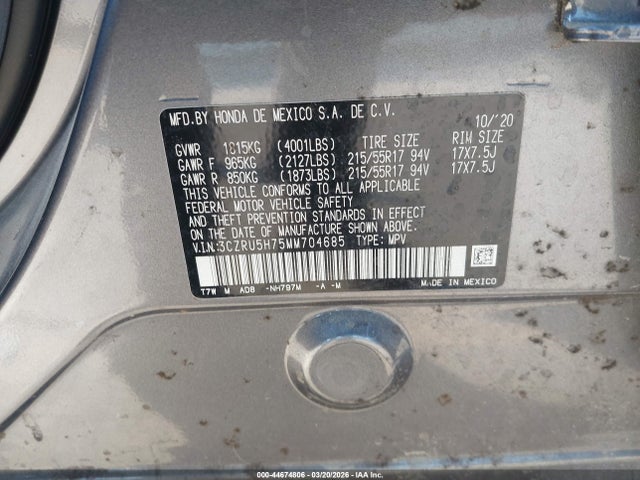 MFD.BY HONDA DE MEXICO S.A. DE C.V. 10/'20
GVWR 1815KG (4001LBS) TIRE SIZE RIM SIZE
GAWR F 965KG (2127LBS) 215/55R17 94V 17X7.5J
GAWR R 850KG (1873LBS) 215/55R17 94V 17X7.5J
THIS VEHICLE CONFORMS TO ALL APPLICABLE
FEDERAL MOTOR VEHICLE SAFETY
AND THEFT PREVENTION STANDARDS IN EFFECT
ON THE DATE OF MANUFACTURE SHOWN ABOVE.
V.I.N:3CZRU5H75MM704685 TYPE: MPV
T7W M AD8 -NH797M -A -M MADE IN MEXICO
000-44674806 | 03/20/2026 - COPYRIGHT © IAA, LLC